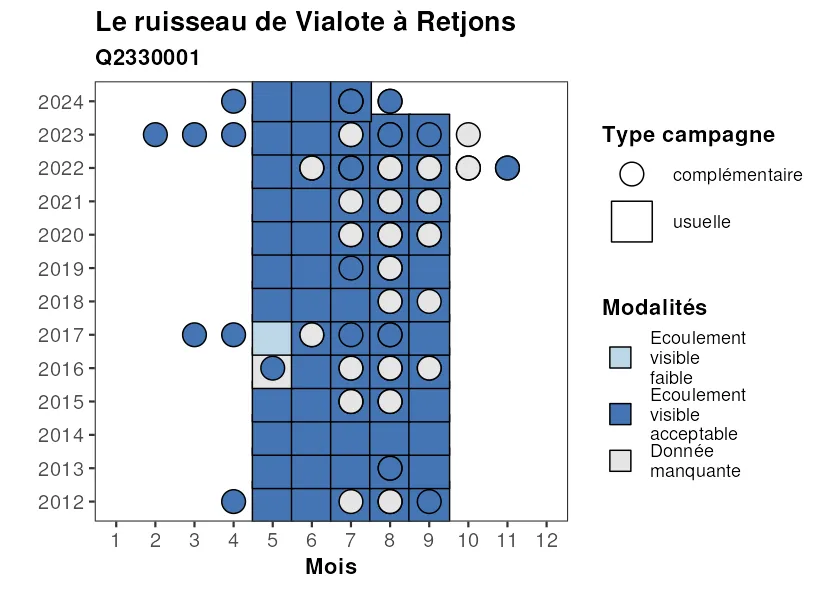 Le ruisseau de Vialote à Retjons
Q2330001
2024
2023
2022
2021
2020
2019
2018
2017
2016
2015
2014
2013
2012
1 2 3 4 5 6 7 8 9 10 11 12
Mois
Type campagne
complémentaire
usuelle
Modalités
Ecoulement
visible
faible
Ecoulement
visible
acceptable
Donnée
manquante